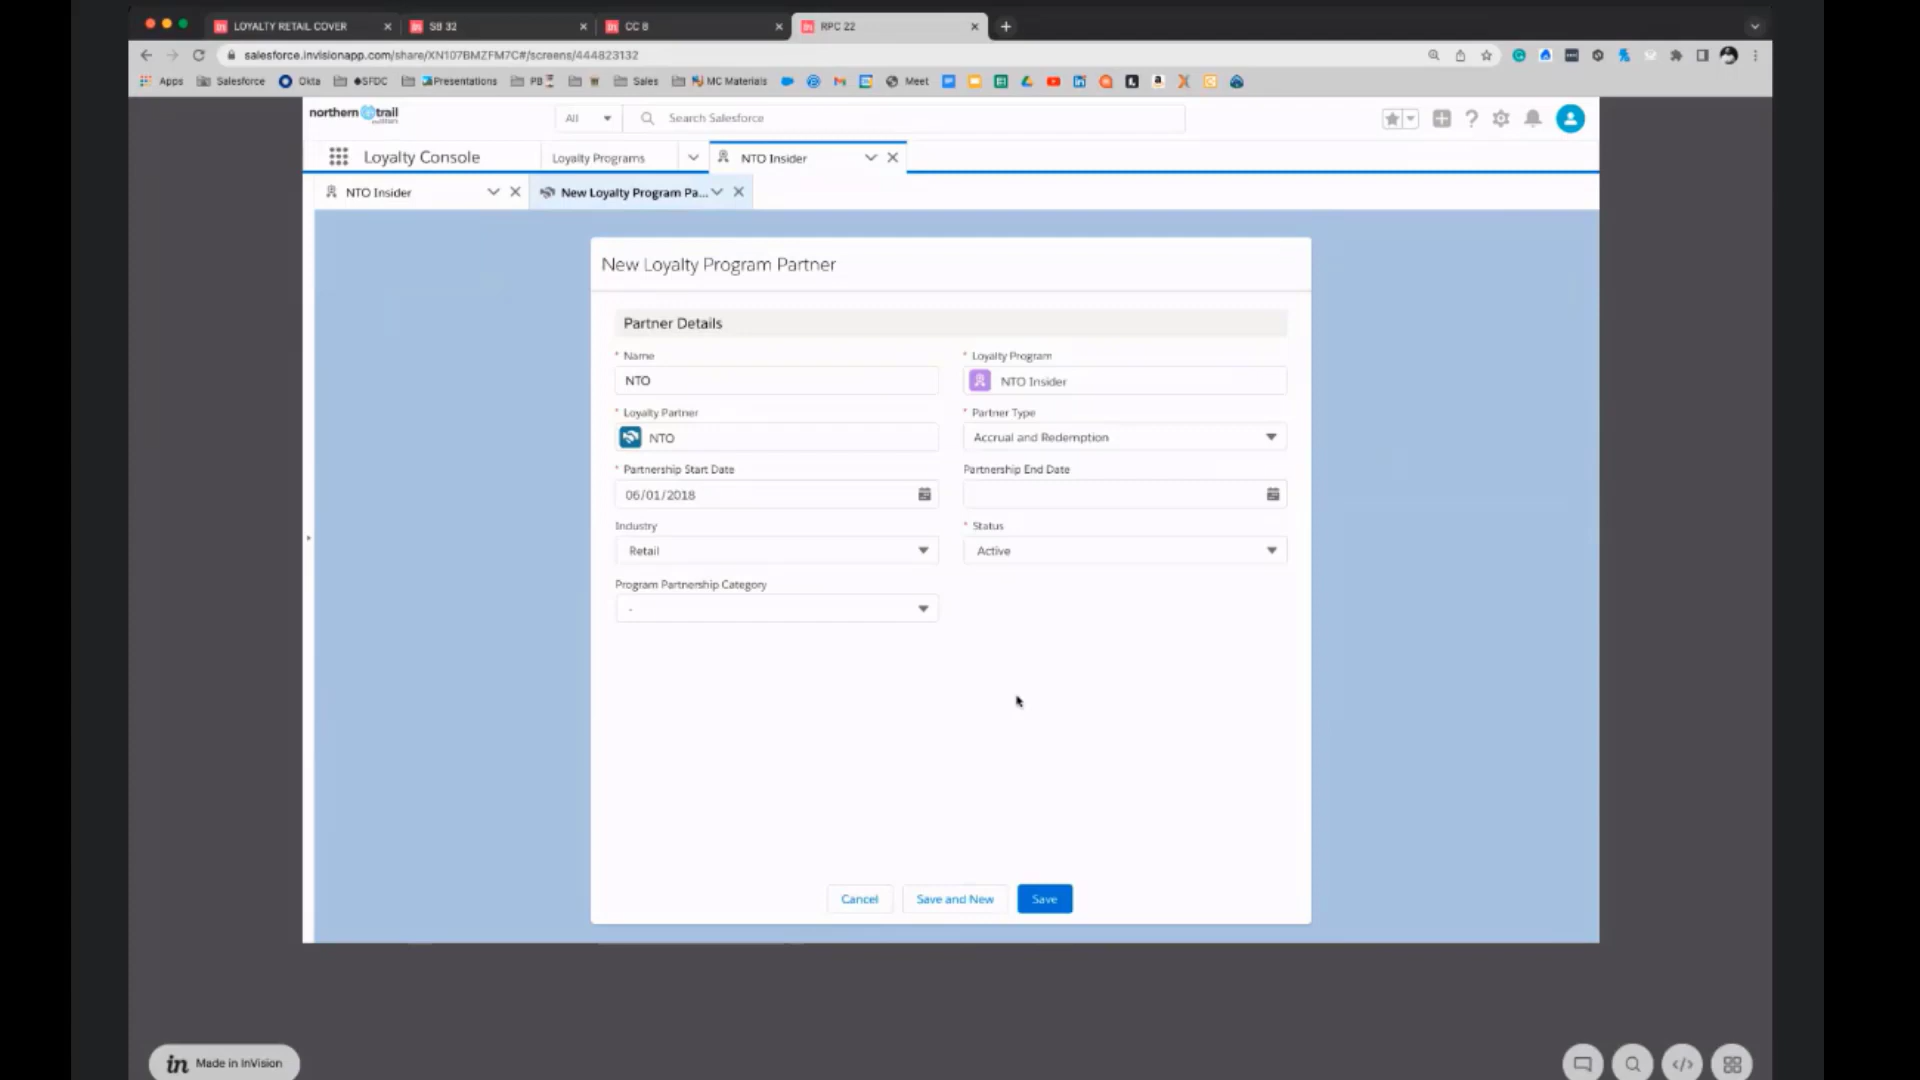 LOYALTY RETAIL COVER
SB 32
CC 8
RPC 22
salesforce.invisionapp.com/share/XN107BMZFM7C#/screens/444823132
Apps Salesforce Okta SFDC Presentations PB Sales MC Materials Meet
northern trail
All
Search Salesforce
Loyalty Console
Loyalty Programs
NTO Insider
NTO Insider
New Loyalty Program Pa...
New Loyalty Program Partner
Partner Details
* Name
* Loyalty Program
NTO
NTO Insider
* Loyalty Partner
* Partner Type
NTO
Accrual and Redemption
* Partnership Start Date
Partnership End Date
06/01/2018
Industry
* Status
Retail
Active
Program Partnership Category
-
Cancel
Save and New
Save
in Made in InVision